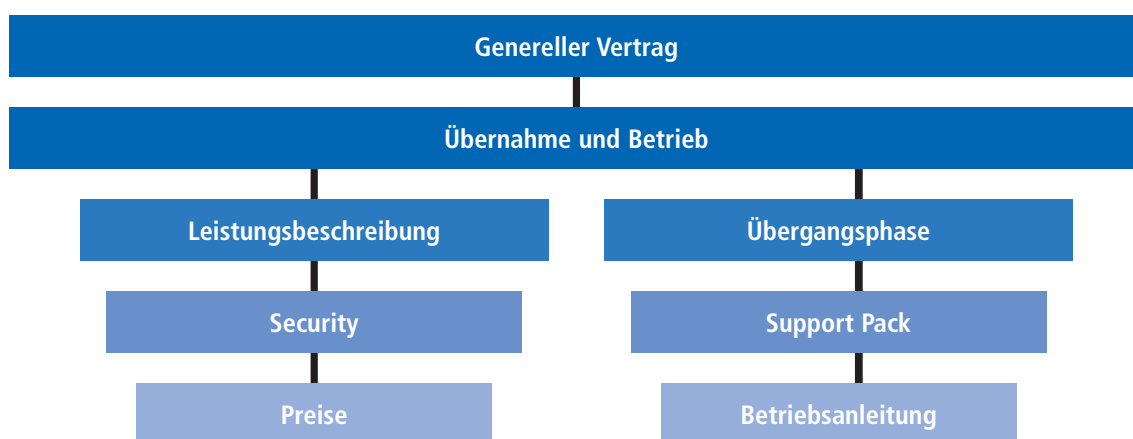 Genereller Vertrag
Übernahme und Betrieb
Leistungsbeschreibung
Übergangsphase
Security
Support Pack
Preise
Betriebsanleitung